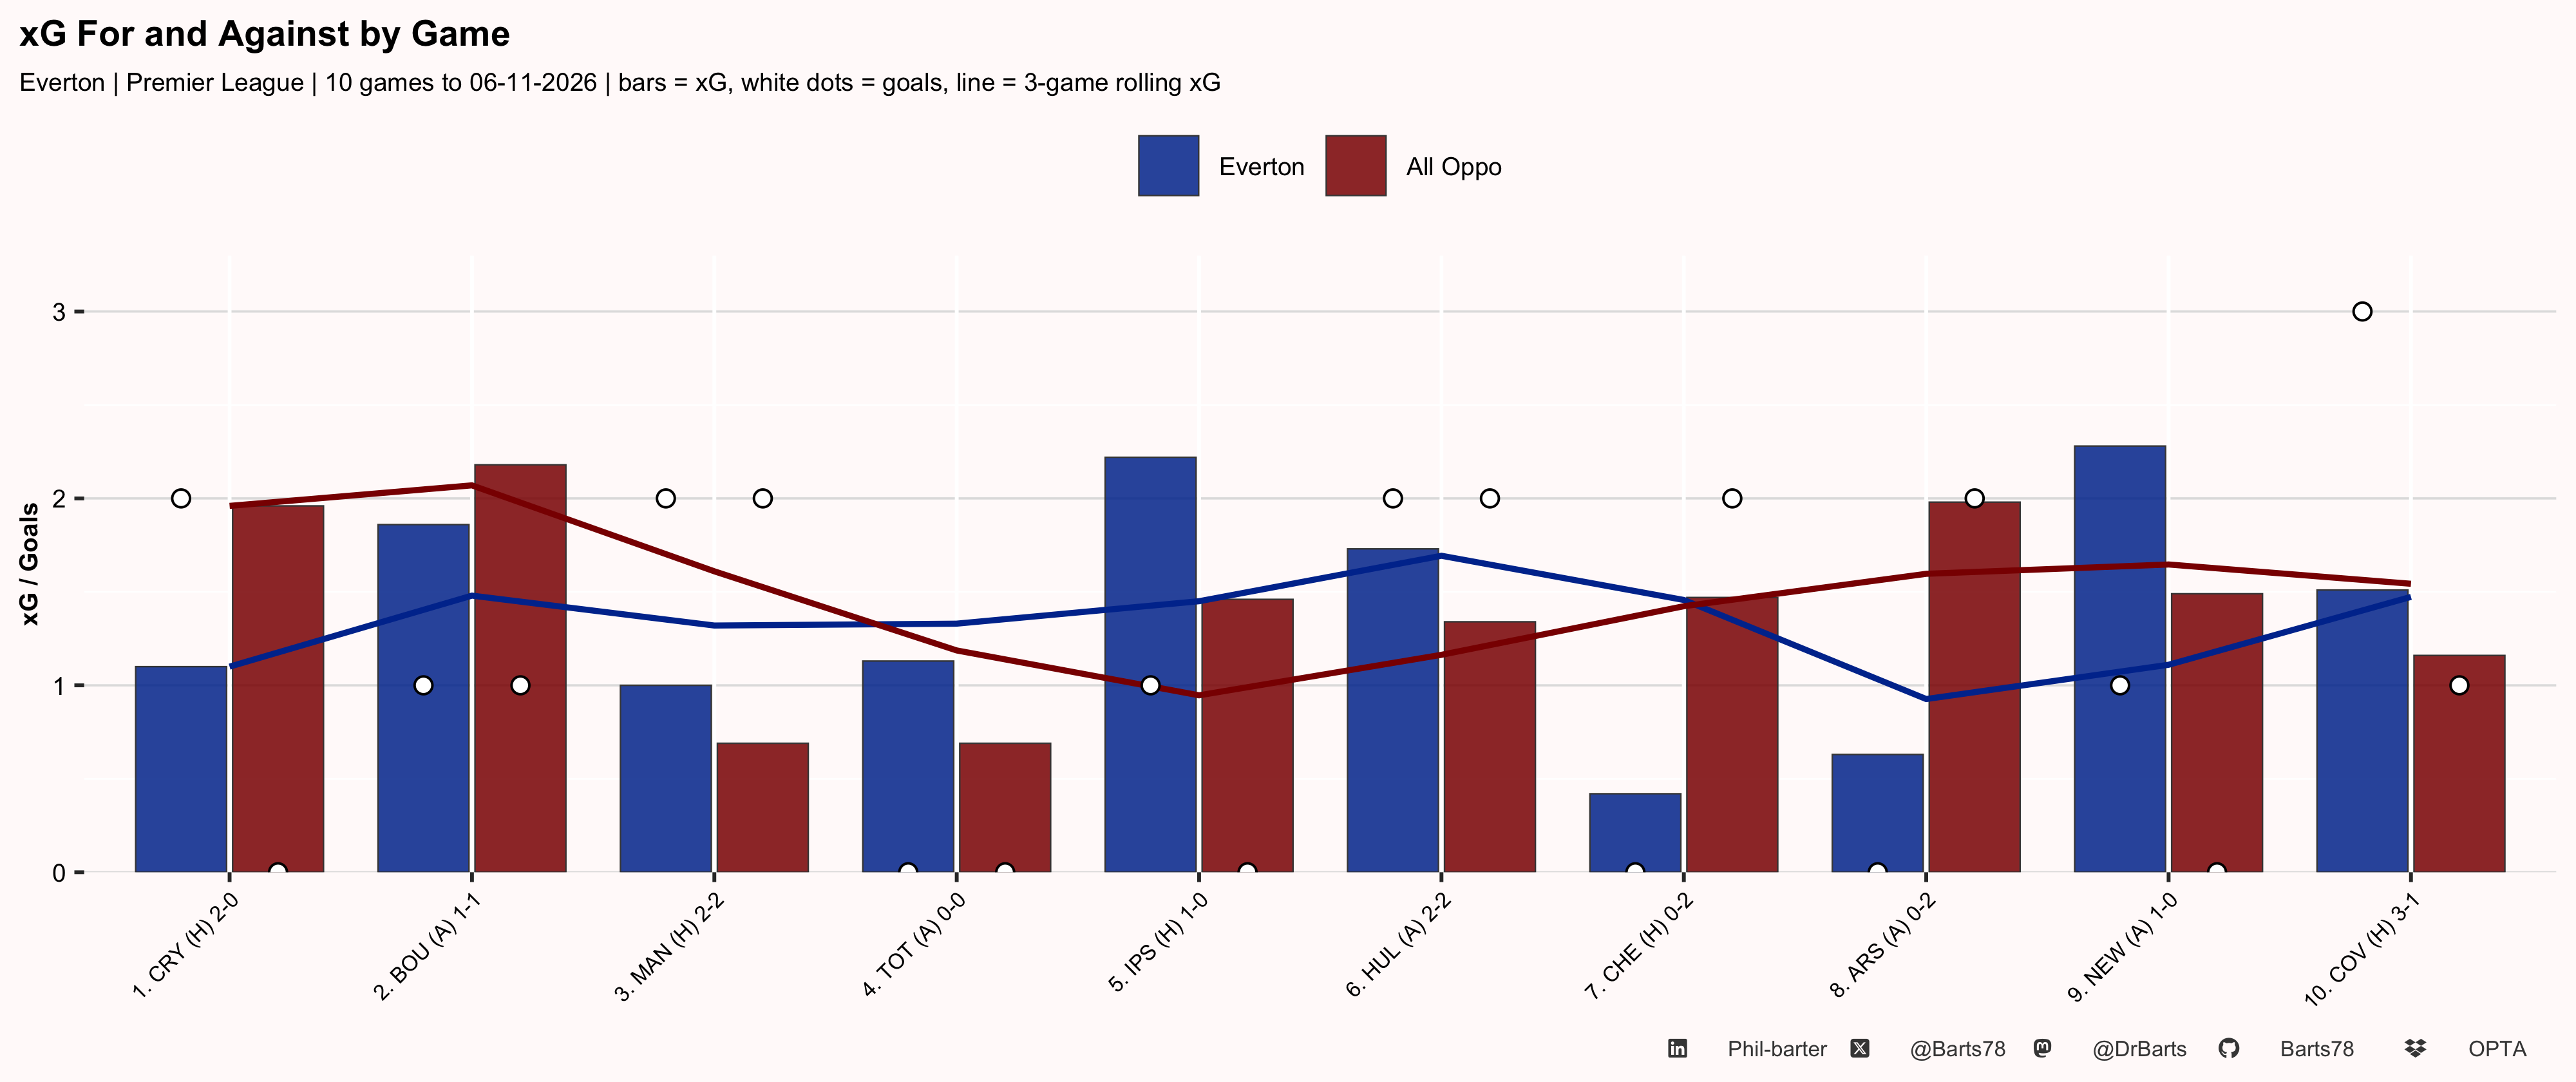 xG For and Against by Game
Everton | Premier League | 10 games to 06-11-2026 | bars = xG, white dots = goals, line = 3-game rolling xG
Everton
All Oppo
xG / Goals
3
2
1
0
1. CRY (H) 2-0
2. BOU (A) 1-1
3. MAN (H) 2-2
4. TOT (A) 0-0
5. IPS (H) 1-0
6. HUL (A) 2-2
7. CHE (H) 0-2
8. ARS (A) 0-2
9. NEW (A) 1-0
10. COV (H) 3-1
Phil-barter @Barts78 @DrBarts Barts78 OPTA